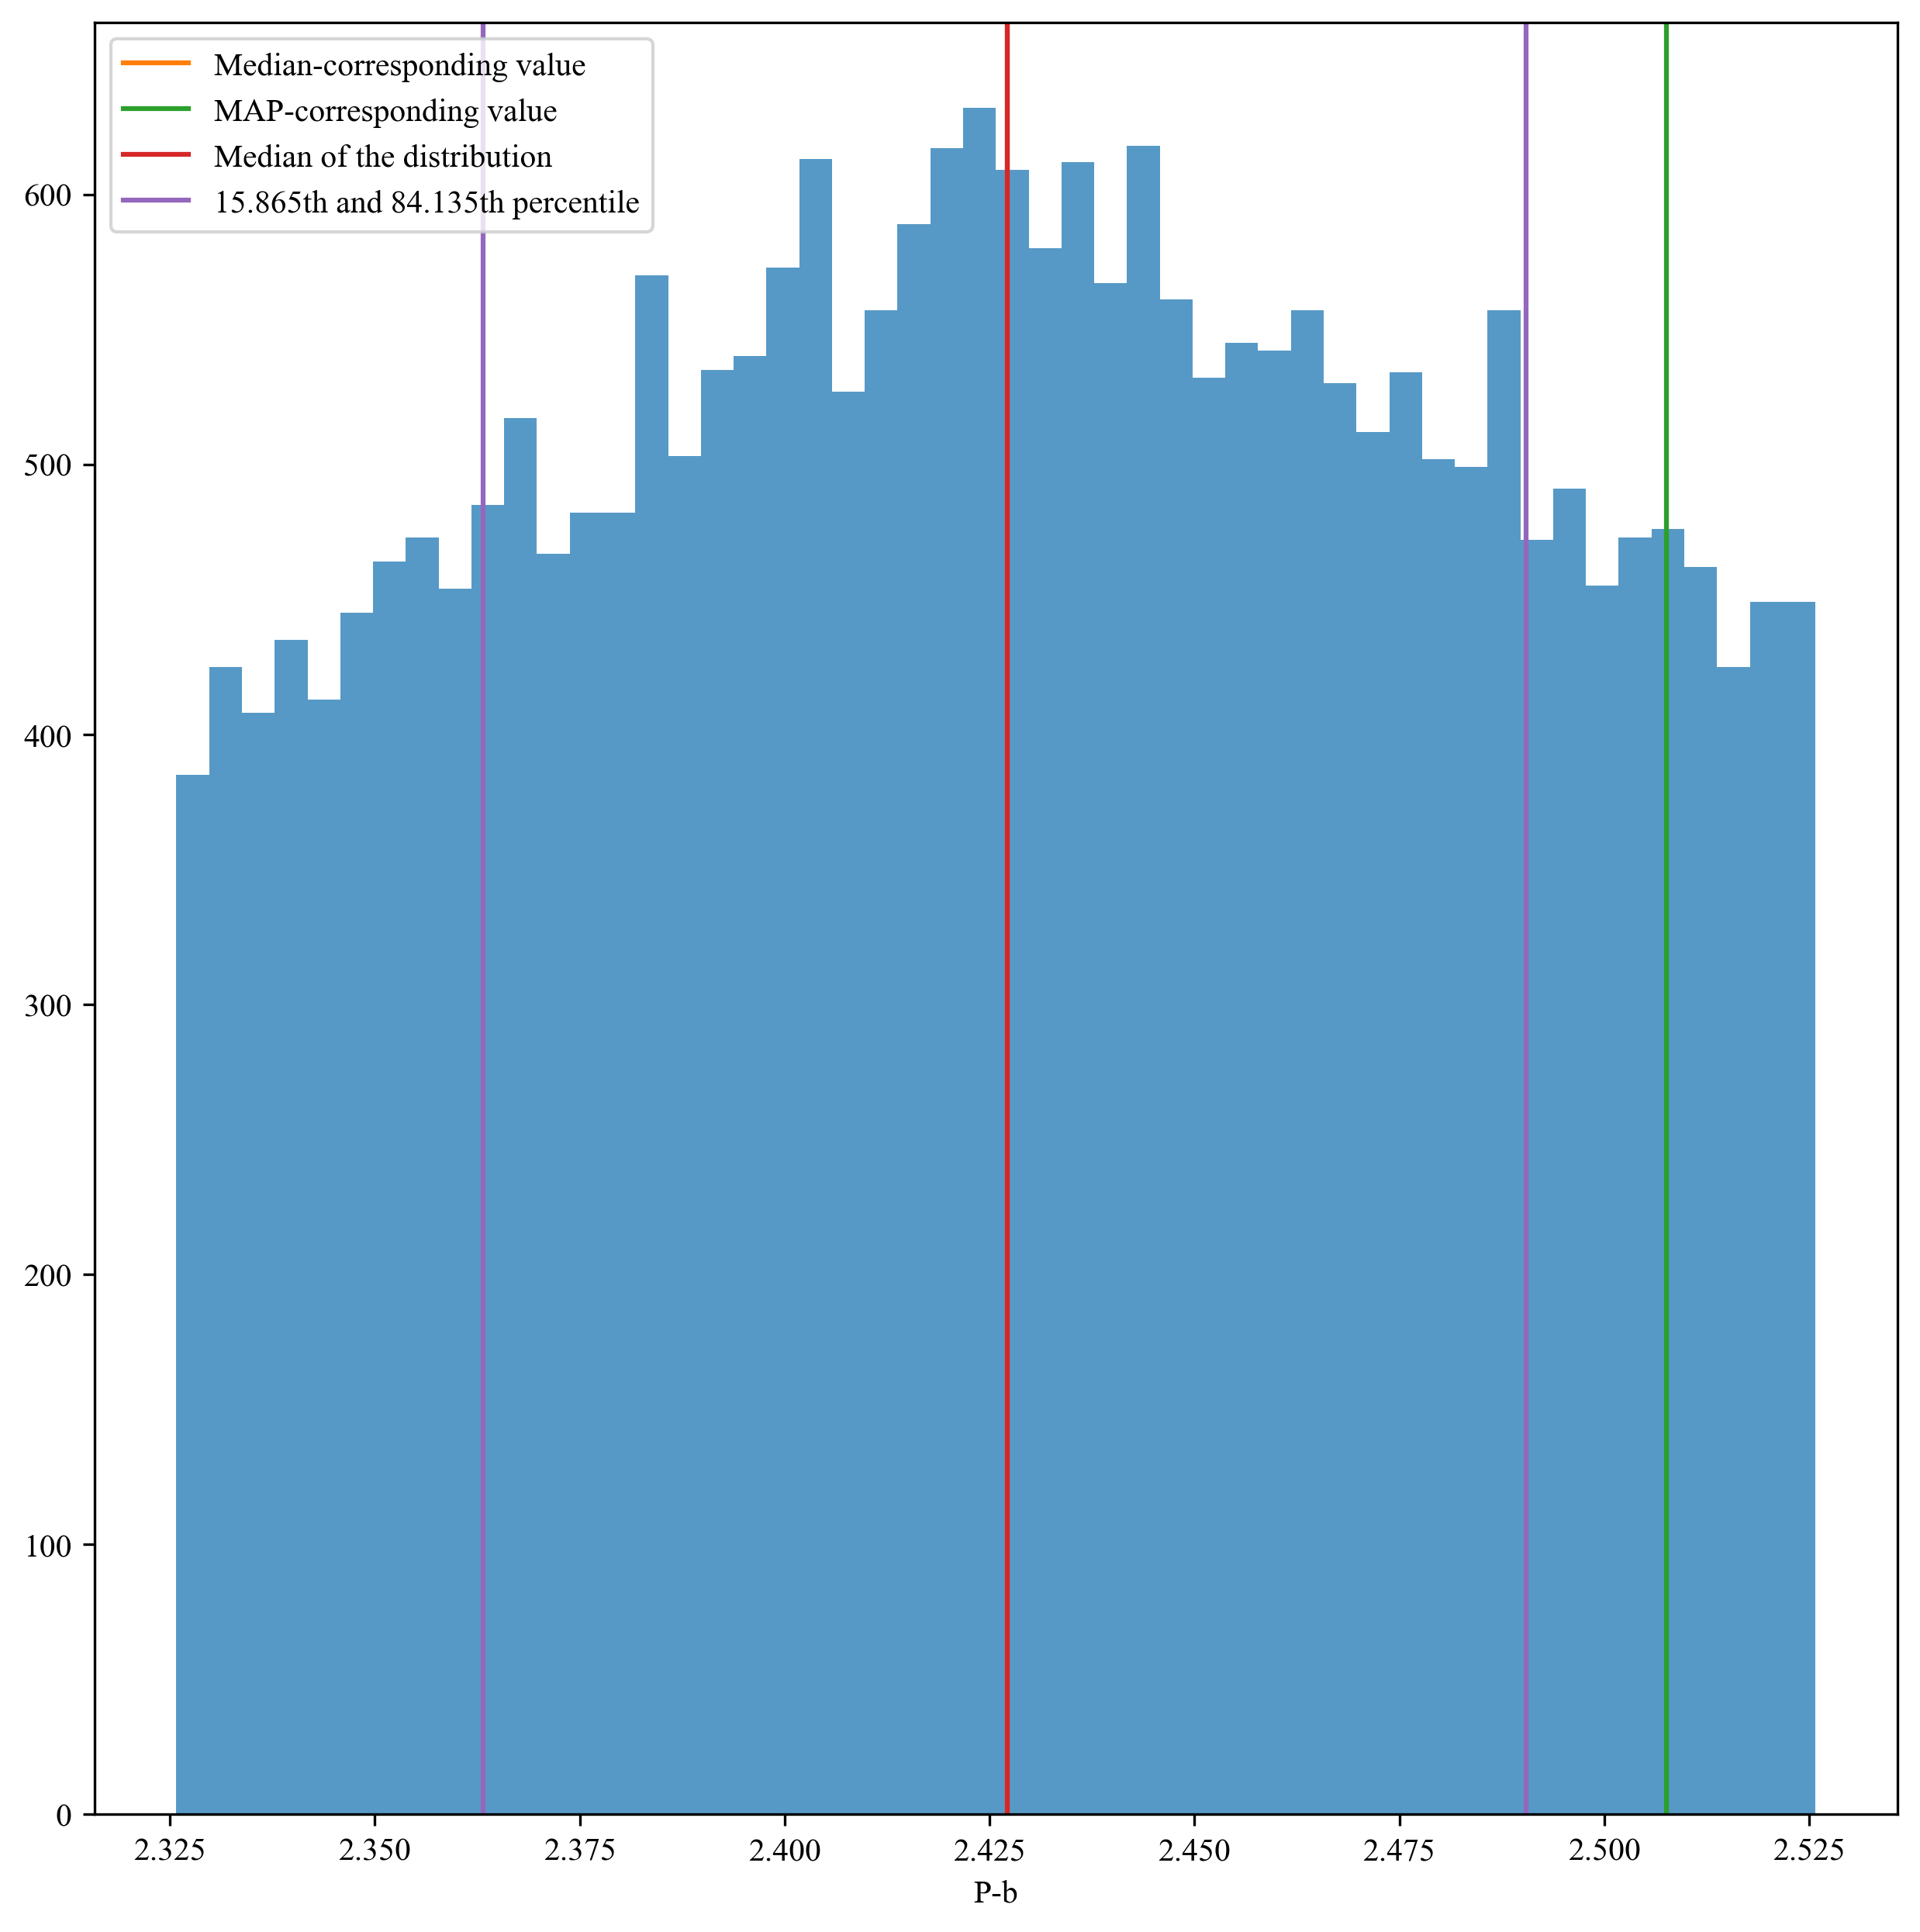 Median-corresponding value
MAP-corresponding value
Median of the distribution
15.865th and 84.135th percentile
600
500
400
300
200
100
0
2.325 2.350 2.375 2.400 2.425 2.450 2.475 2.500 2.525
P-b